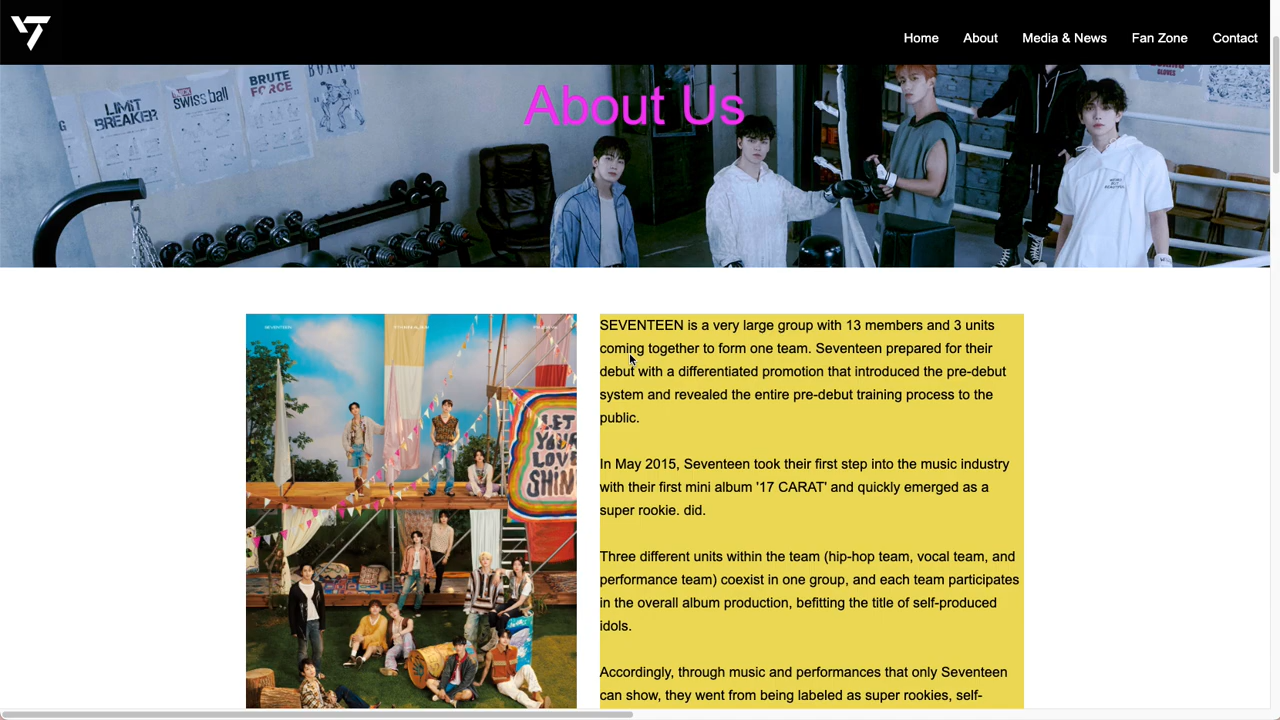 Home About Media & News Fan Zone Contact
About Us
LIMIT
BREAKER
swiss ball
BRUTE
FORCE
BOXING
SEVENTEEN
LET
YOUR
LOVE
SHINE
SEVENTEEN is a very large group with 13 members and 3 units
coming together to form one team. Seventeen prepared for their
debut with a differentiated promotion that introduced the pre-debut
system and revealed the entire pre-debut training process to the
public.
In May 2015, Seventeen took their first step into the music industry
with their first mini album '17 CARAT' and quickly emerged as a
super rookie. did.
Three different units within the team (hip-hop team, vocal team, and
performance team) coexist in one group, and each team participates
in the overall album production, befitting the title of self-produced
idols.
Accordingly, through music and performances that only Seventeen
can show, they went from being labeled as super rookies, self-